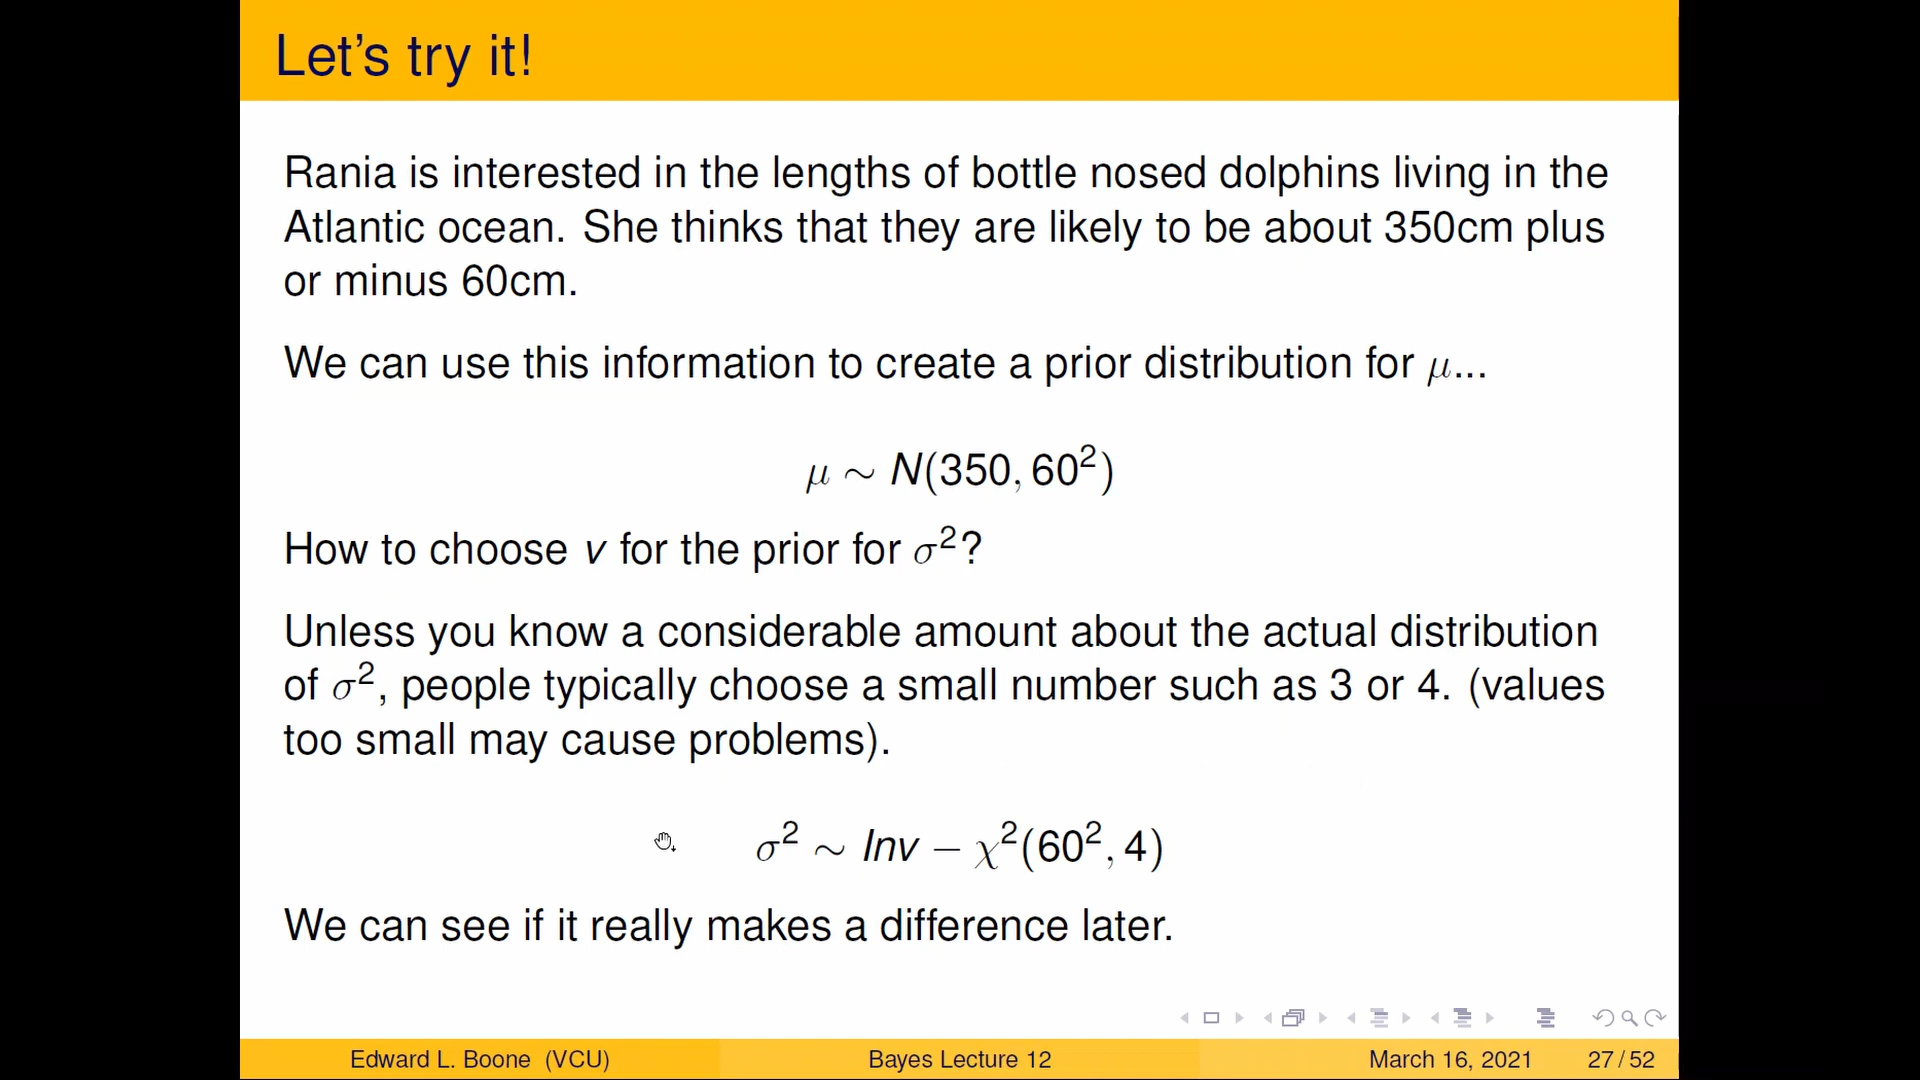 Let's try it!
Rania is interested in the lengths of bottle nosed dolphins living in the
Atlantic ocean. She thinks that they are likely to be about 350cm plus
or minus 60cm.
We can use this information to create a prior distribution for μ...
μ ∼ N(350, 60²)
How to choose v for the prior for σ²?
Unless you know a considerable amount about the actual distribution
of σ², people typically choose a small number such as 3 or 4. (values
too small may cause problems).
σ² ∼ Inv − χ²(60², 4)
We can see if it really makes a difference later.
Edward L. Boone (VCU) Bayes Lecture 12 March 16, 2021 27 / 52